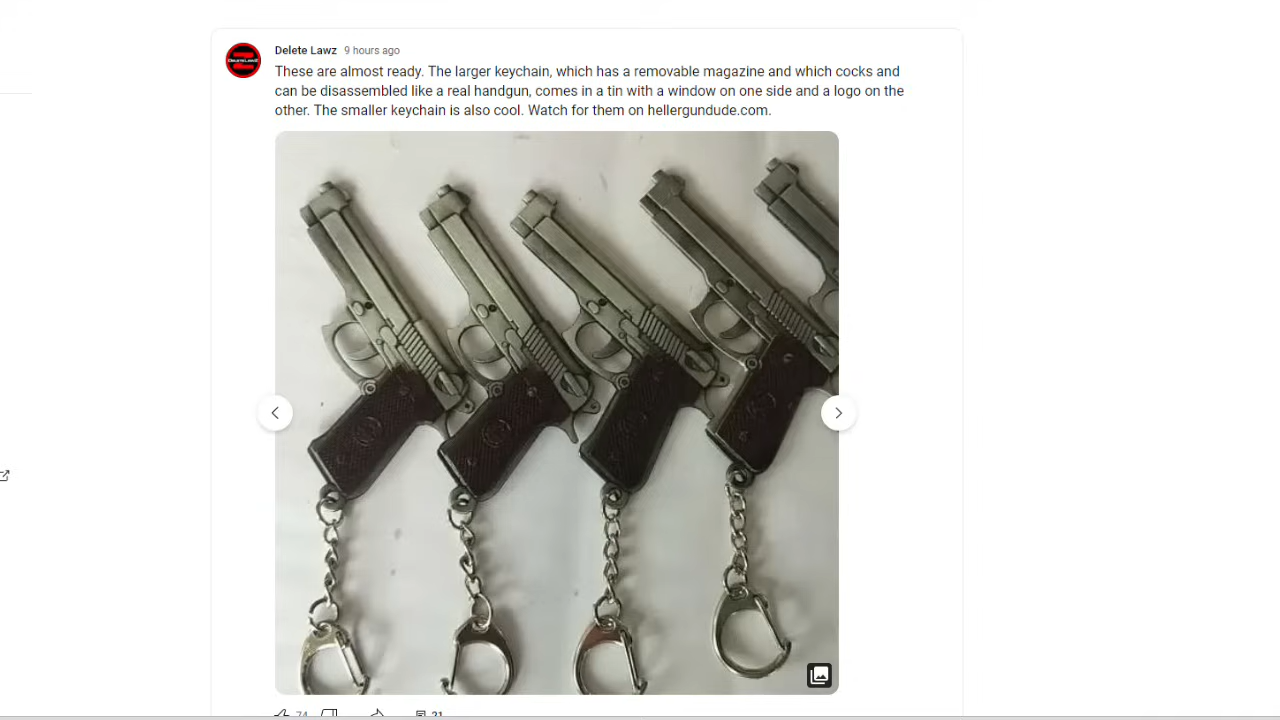 Delete Lawz 9 hours ago
These are almost ready. The larger keychain, which has a removable magazine and which cocks and
can be disassembled like a real handgun, comes in a tin with a window on one side and a logo on the
other. The smaller keychain is also cool. Watch for them on hellergundude.com.